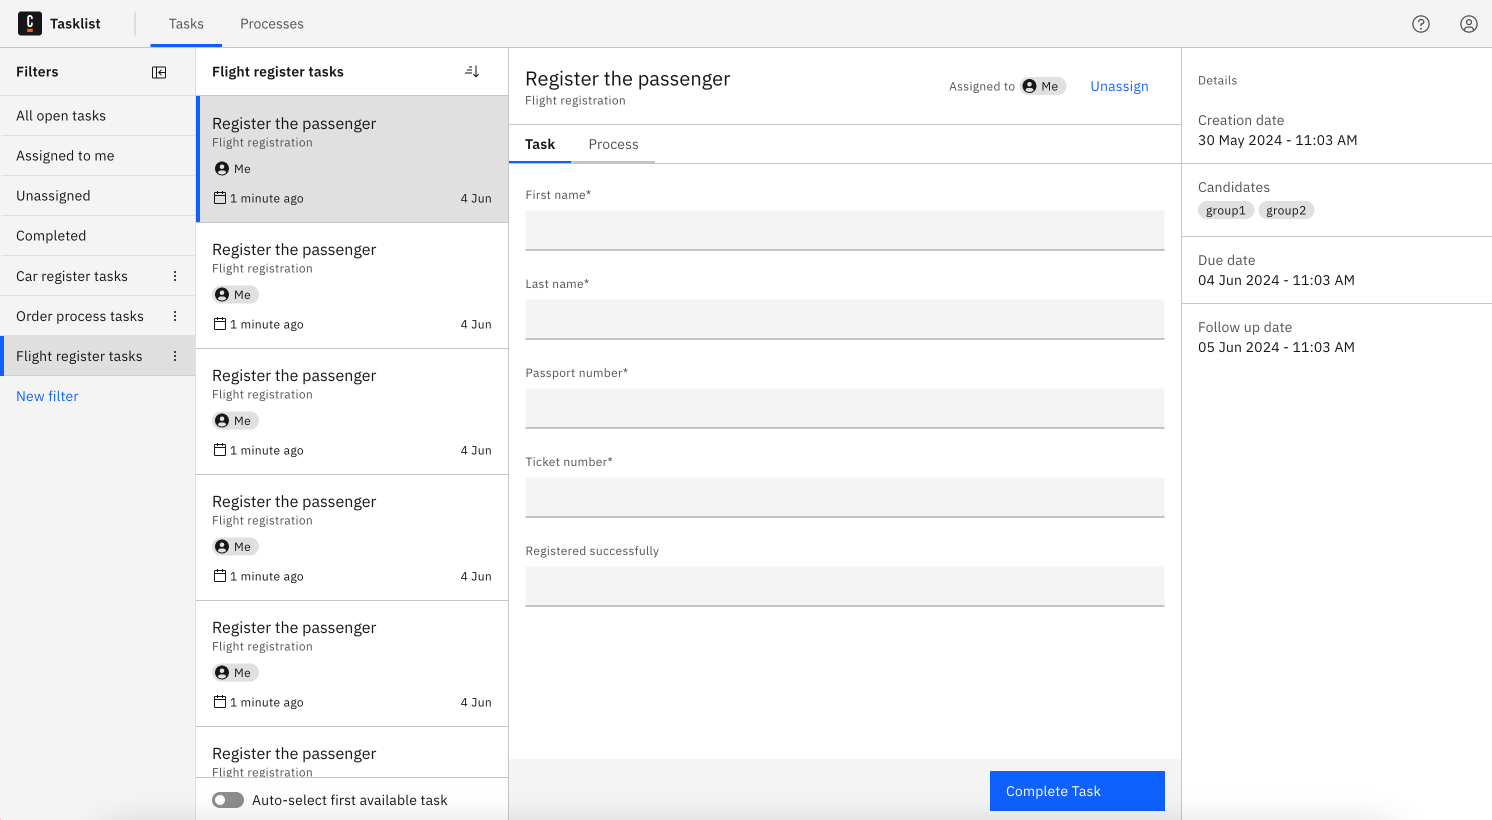 Tasklist
Tasks
Processes
Filters
All open tasks
Assigned to me
Unassigned
Completed
Car register tasks
Order process tasks
Flight register tasks
New filter
Flight register tasks
Register the passenger
Flight registration
Me
1 minute ago 4 Jun
Register the passenger
Flight registration
Me
1 minute ago 4 Jun
Register the passenger
Flight registration
Me
1 minute ago 4 Jun
Register the passenger
Flight registration
Me
1 minute ago 4 Jun
Register the passenger
Flight registration
Me
1 minute ago 4 Jun
Register the passenger
Flight registration
Auto-select first available task
Register the passenger
Flight registration
Assigned to Me Unassign
Task Process
First name*
Last name*
Passport number*
Ticket number*
Registered successfully
Complete Task
Details
Creation date
30 May 2024 - 11:03 AM
Candidates
group1 group2
Due date
04 Jun 2024 - 11:03 AM
Follow up date
05 Jun 2024 - 11:03 AM